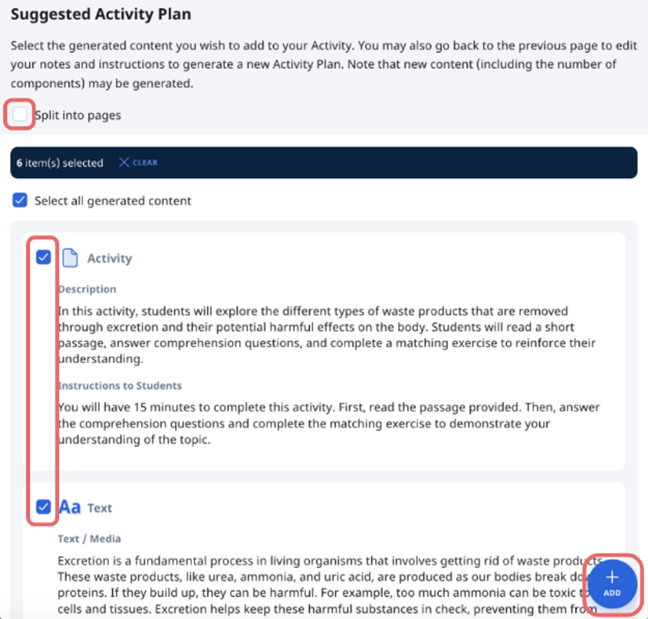 Suggested Activity Plan
Select the generated content you wish to add to your Activity. You may also go back to the previous page to edit
your notes and instructions to generate a new Activity Plan. Note that new content (including the number of
components) may be generated.
Split into pages
6 item(s) selected CLEAR
Select all generated content
Activity
Description
In this activity, students will explore the different types of waste products that are removed
through excretion and their potential harmful effects on the body. Students will read a short
passage, answer comprehension questions, and complete a matching exercise to reinforce their
understanding.
Instructions to Students
You will have 15 minutes to complete this activity. First, read the passage provided. Then, answer
the comprehension questions and complete the matching exercise to demonstrate your
understanding of the topic.
Aa Text
Text / Media
Excretion is a fundamental process in living organisms that involves getting rid of waste products.
These waste products, like urea, ammonia, and uric acid, are produced as our bodies break
proteins. If they build up, they can be harmful. For example, too much ammonia can be toxic
cells and tissues. Excretion helps keep these harmful substances in check, preventing them from
+ ADD